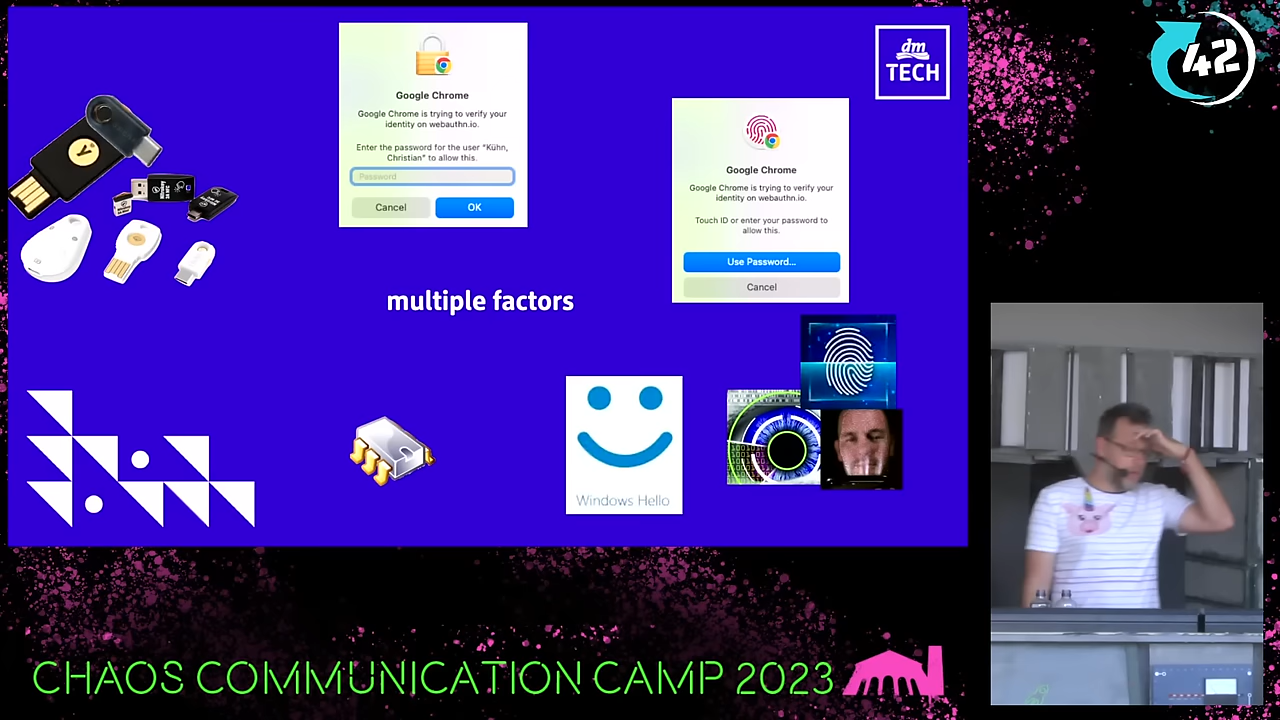 Google Chrome
Google Chrome is trying to verify your
identity on webauthn.io.
Enter the password for the user "Kühn,
Christian" to allow this.
Password
Cancel
OK
dm
TECH
42
Google Chrome
Google Chrome is trying to verify your
identity on webauthn.io.
Touch ID or enter your password to
allow this.
Use Password...
Cancel
Y
multiple factors
Windows Hello
CHAOS COMMUNICATION CAMP 2023